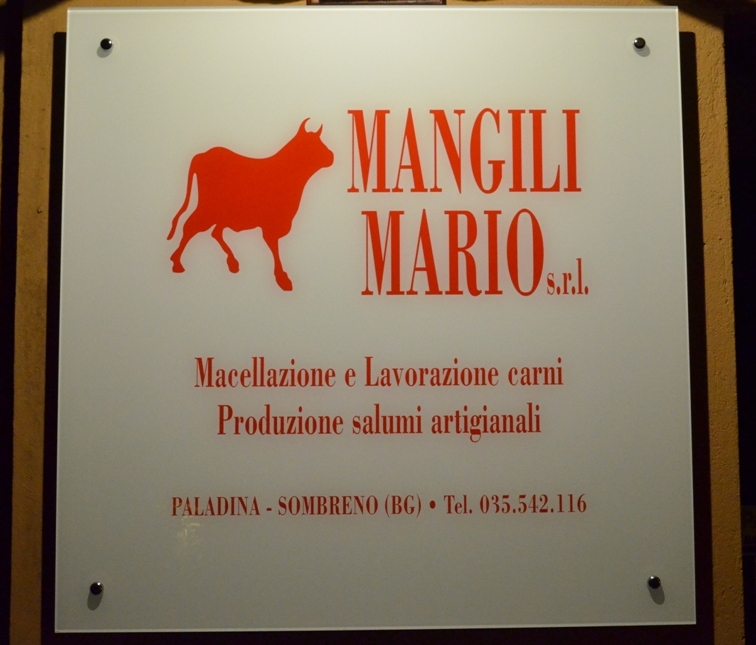 MANGILI
MARIO s.r.l.
Macellazione e Lavorazione carni
Produzione salumi artigianali
PALADINA - SOMBRENO (BG) • Tel. 035.542.116